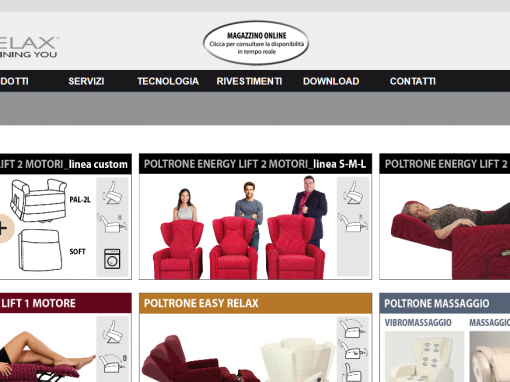 ELAX®
INING YOU
MAGAZZINO ONLINE
Clicca per consultare la disponibilità
in tempo reale
DOTTI SERVIZI TECNOLOGIA RIVESTIMENTI DOWNLOAD CONTATTI
LIFT 2 MOTORI_linea custom
PAL-2L
+
SOFT
POLTRONE ENERGY LIFT 2 MOTORI_linea S-M-L
POLTRONE ENERGY LIFT 2
LIFT 1 MOTORE
POLTRONE EASY RELAX
POLTRONE MASSAGGIO
VIBROMASSAGGIO MASSAGGIO